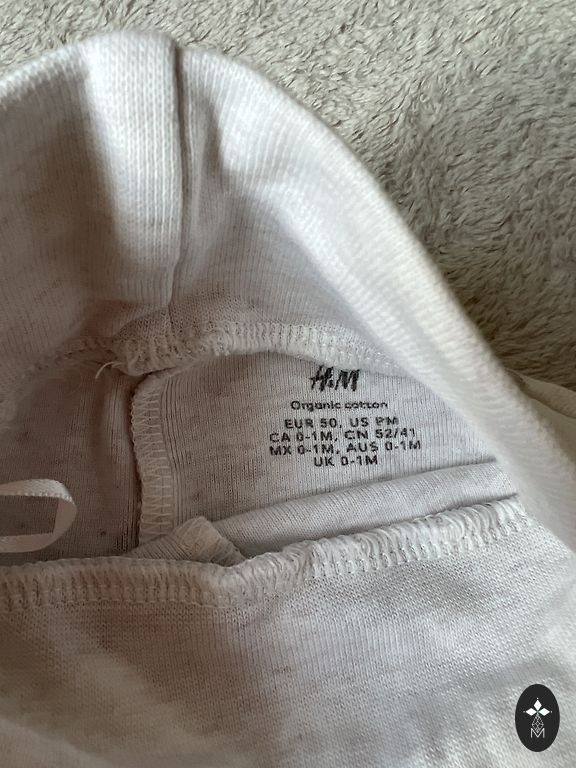 H&M
Organic cotton
EUR 50, US PM
CA 0-1M, CN 52/41
MX 0-1M, AUS 0-1M
UK 0-1M
M